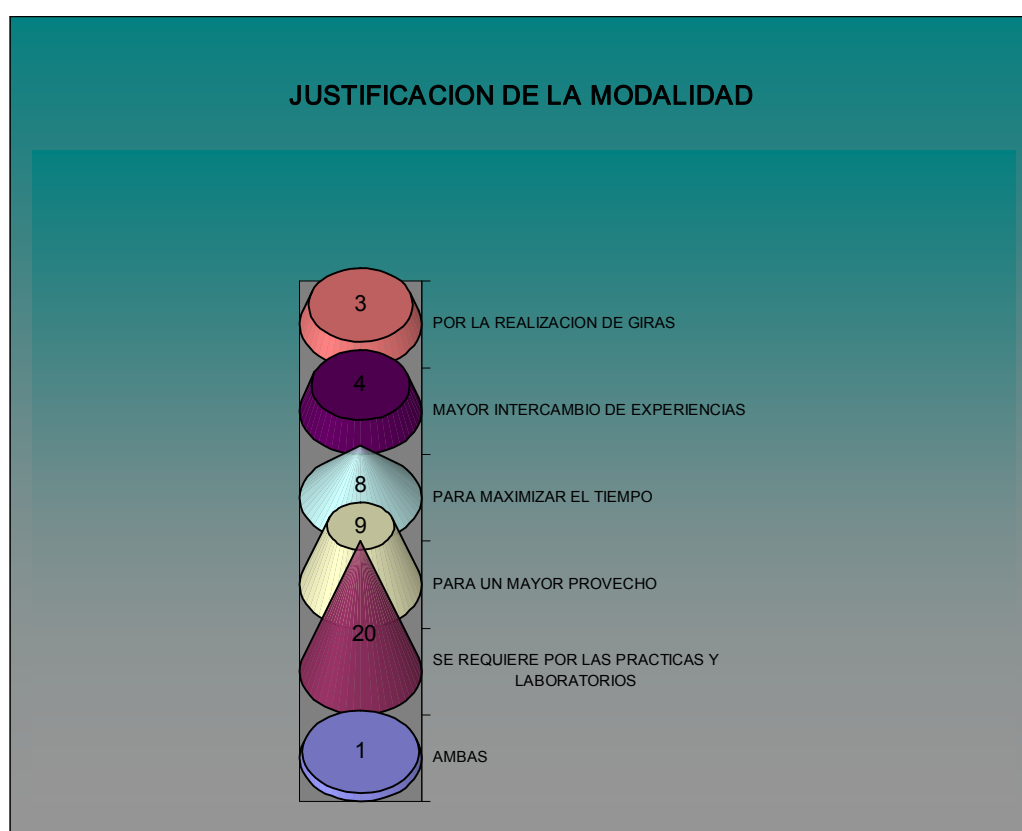 JUSTIFICACION DE LA MODALIDAD
3
POR LA REALIZACION DE GIRAS
4
MAYOR INTERCAMBIO DE EXPERIENCIAS
8
PARA MAXIMIZAR EL TIEMPO
9
PARA UN MAYOR PROVECHO
20
SE REQUIERE POR LAS PRACTICAS Y
LABORATORIOS
1
AMBAS